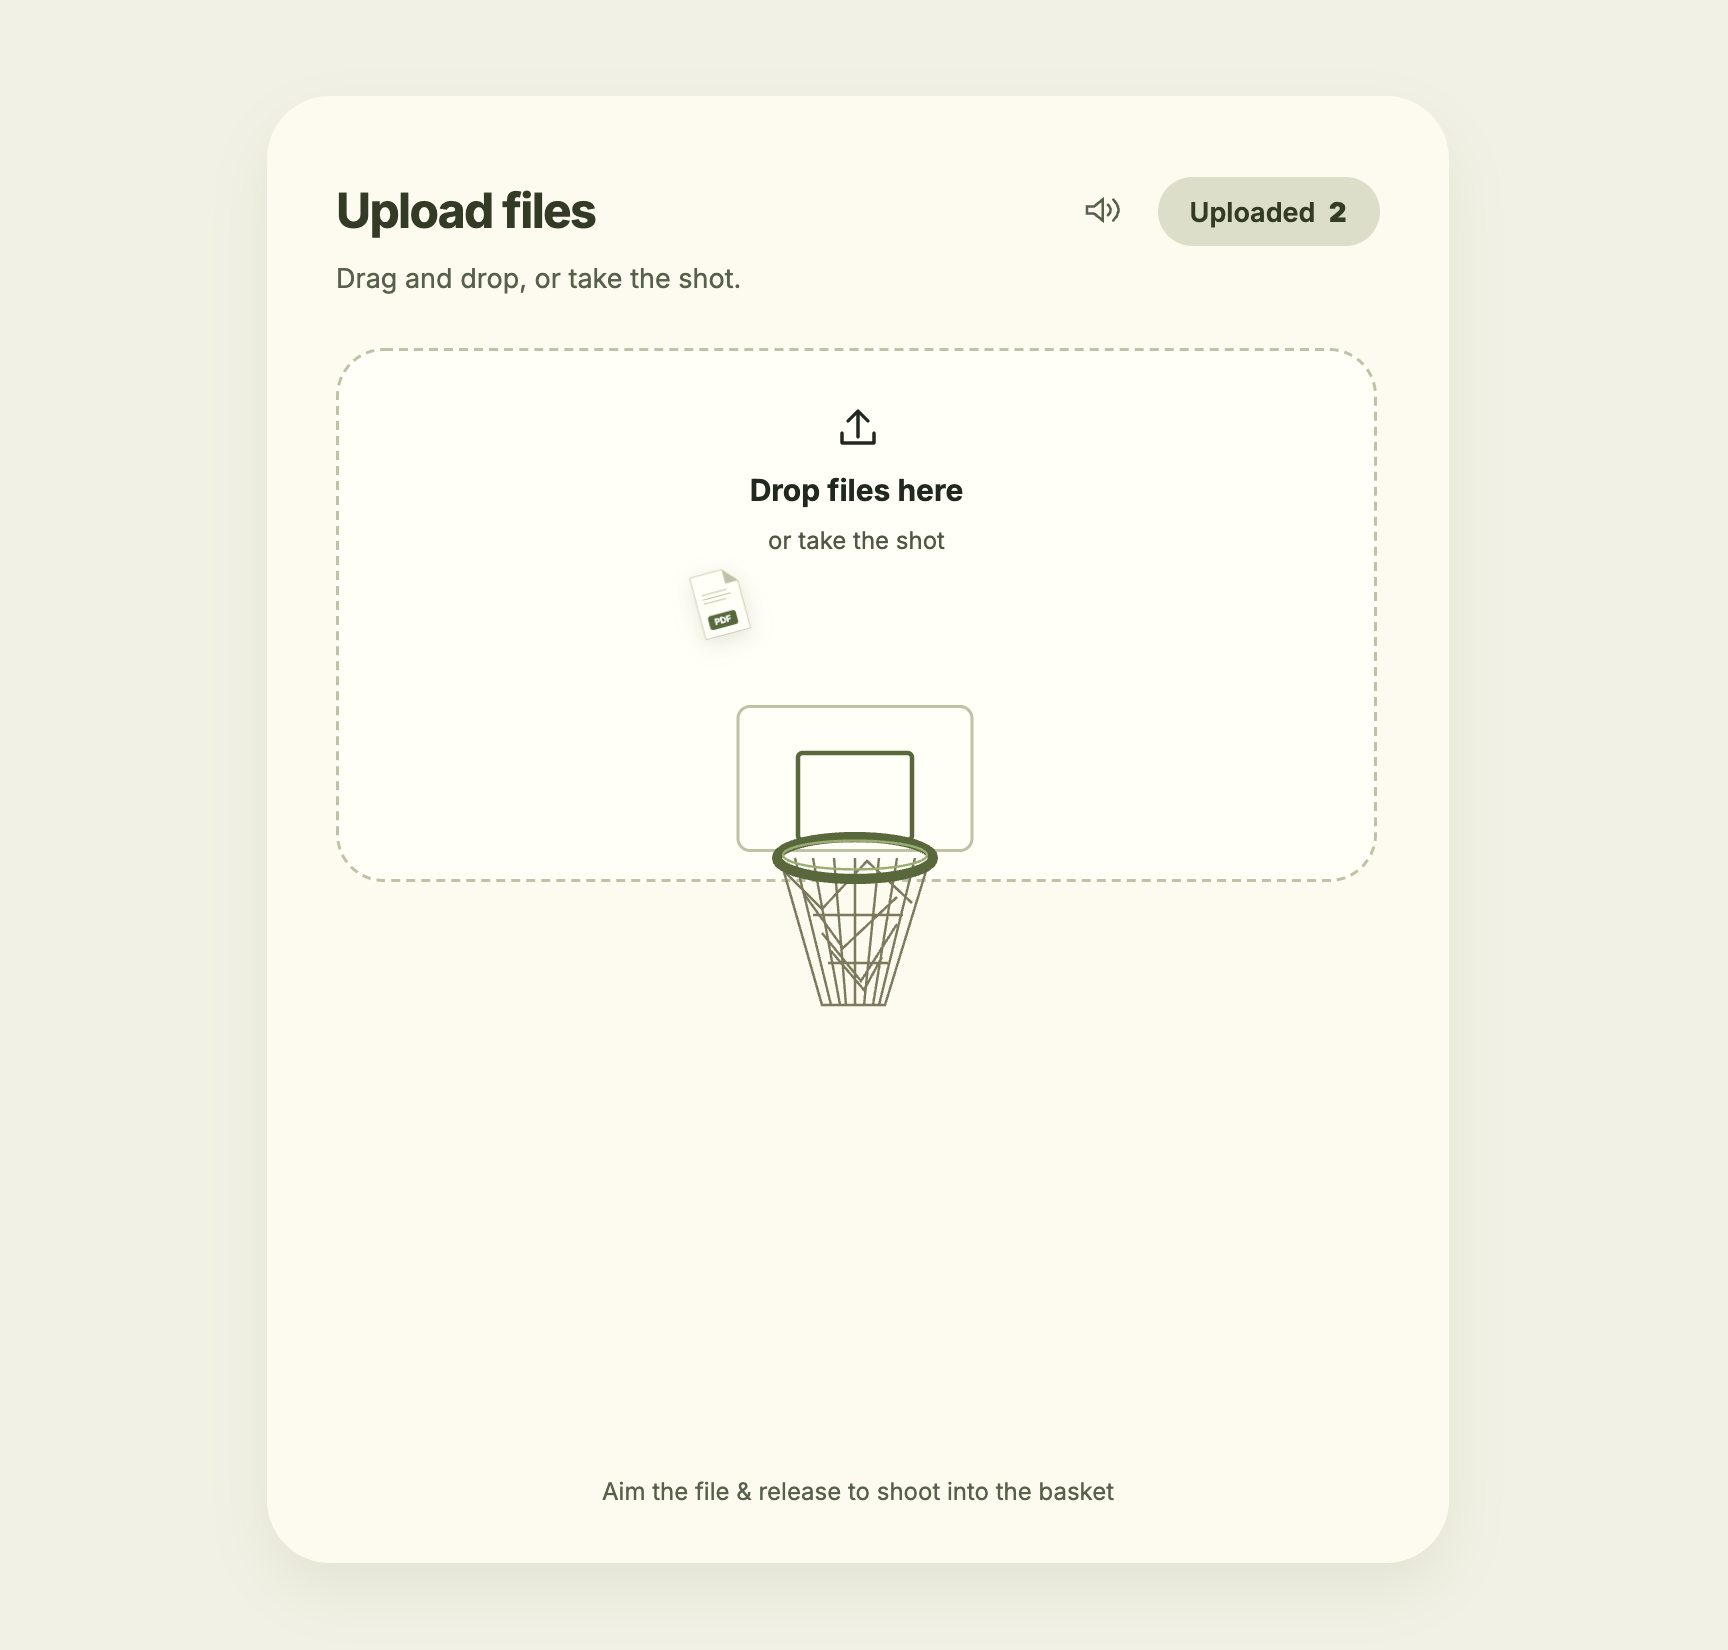 Upload files
Uploaded 2
Drag and drop, or take the shot.
Drop files here
or take the shot
PDF
Aim the file & release to shoot into the basket